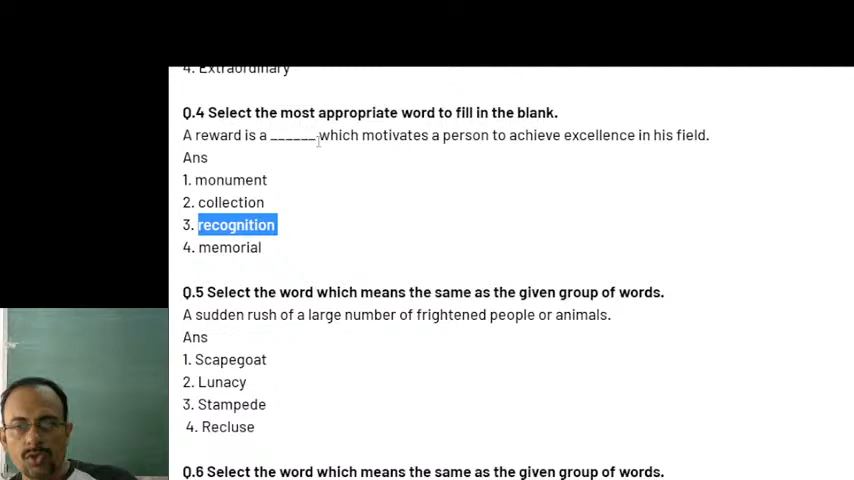 4. Extraordinary
Q.4 Select the most appropriate word to fill in the blank.
A reward is a ______ which motivates a person to achieve excellence in his field.
Ans
1. monument
2. collection
3. recognition
4. memorial
Q.5 Select the word which means the same as the given group of words.
A sudden rush of a large number of frightened people or animals.
Ans
1. Scapegoat
2. Lunacy
3. Stampede
4. Recluse
Q.6 Select the word which means the same as the given group of words.